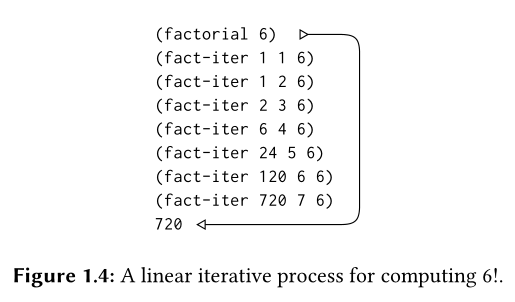 (factorial 6)
(fact-iter 1 1 6)
(fact-iter 1 2 6)
(fact-iter 2 3 6)
(fact-iter 6 4 6)
(fact-iter 24 5 6)
(fact-iter 120 6 6)
(fact-iter 720 7 6)
720
Figure 1.4: A linear iterative process for computing 6!.